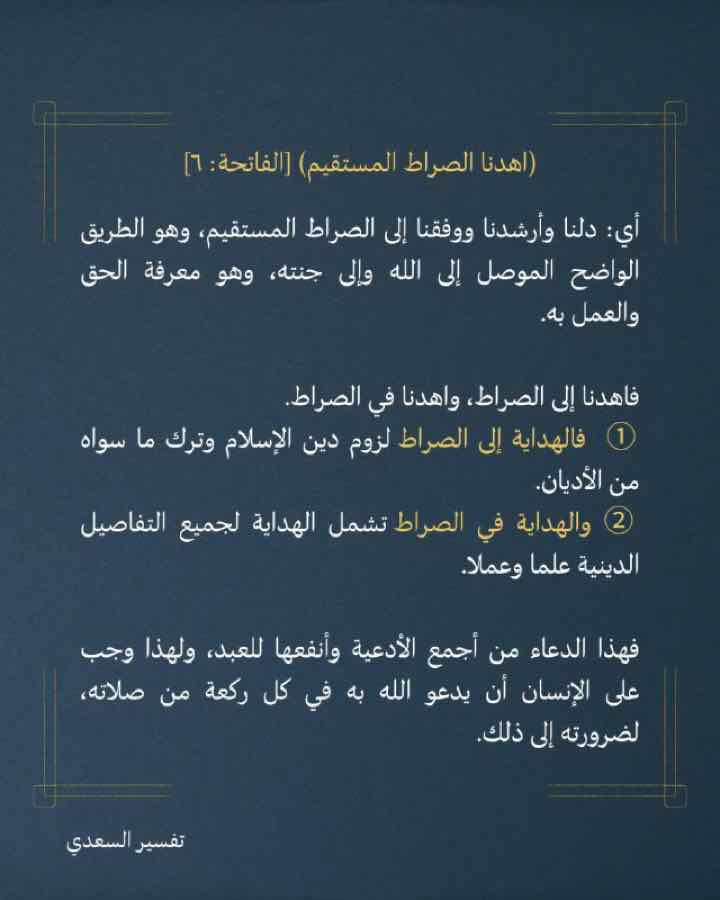 (اهدنا الصراط المستقيم) [الفاتحة: ٦]
أي: دلنا وأرشدنا ووفقنا إلى الصراط المستقيم، وهو الطريق
الواضح الموصل إلى الله وإلى جنته، وهو معرفة الحق
والعمل به.
فاهدنا إلى الصراط، واهدنا في الصراط.
① فالهداية إلى الصراط لزوم دين الإسلام وترك ما سواه
من الأديان.
② والهداية في الصراط تشمل الهداية لجميع التفاصيل
الدينية علما وعملا.
فهذا الدعاء من أجمع الأدعية وأنفعها للعبد، ولهذا وجب
على الإنسان أن يدعو الله به في كل ركعة من صلاته،
لضرورته إلى ذلك.
تفسير السعدي